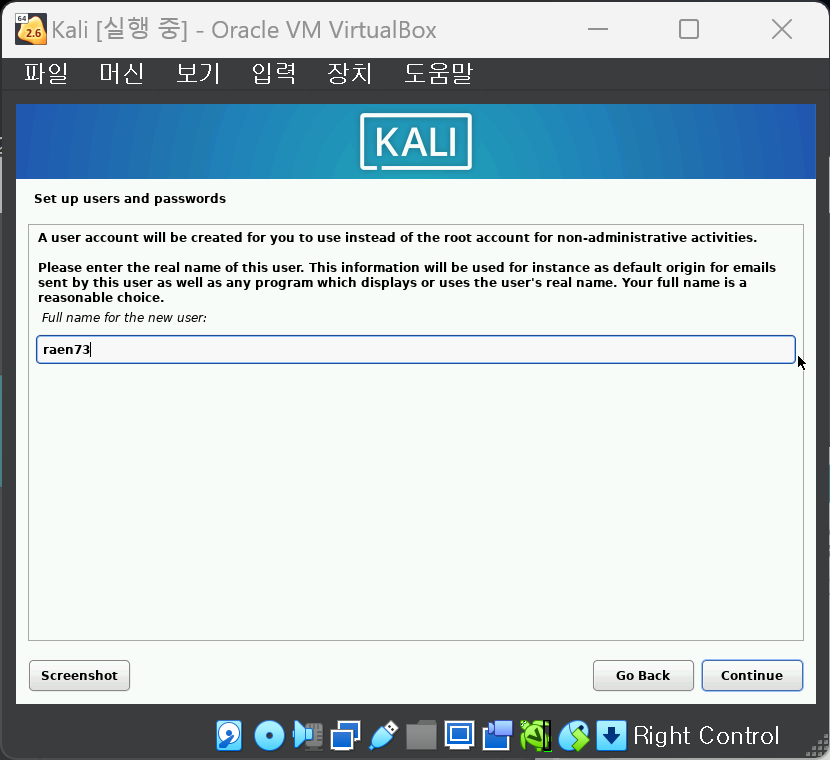 64
2.6
Kali [실행 중] - Oracle VM VirtualBox
파일 머신 보기 입력 장치 도움말
KALI
Set up users and passwords
A user account will be created for you to use instead of the root account for non-administrative activities.
Please enter the real name of this user. This information will be used for instance as default origin for emails
sent by this user as well as any program which displays or uses the user's real name. Your full name is a
reasonable choice.
Full name for the new user:
raen73
Screenshot Go Back Continue
Right Control